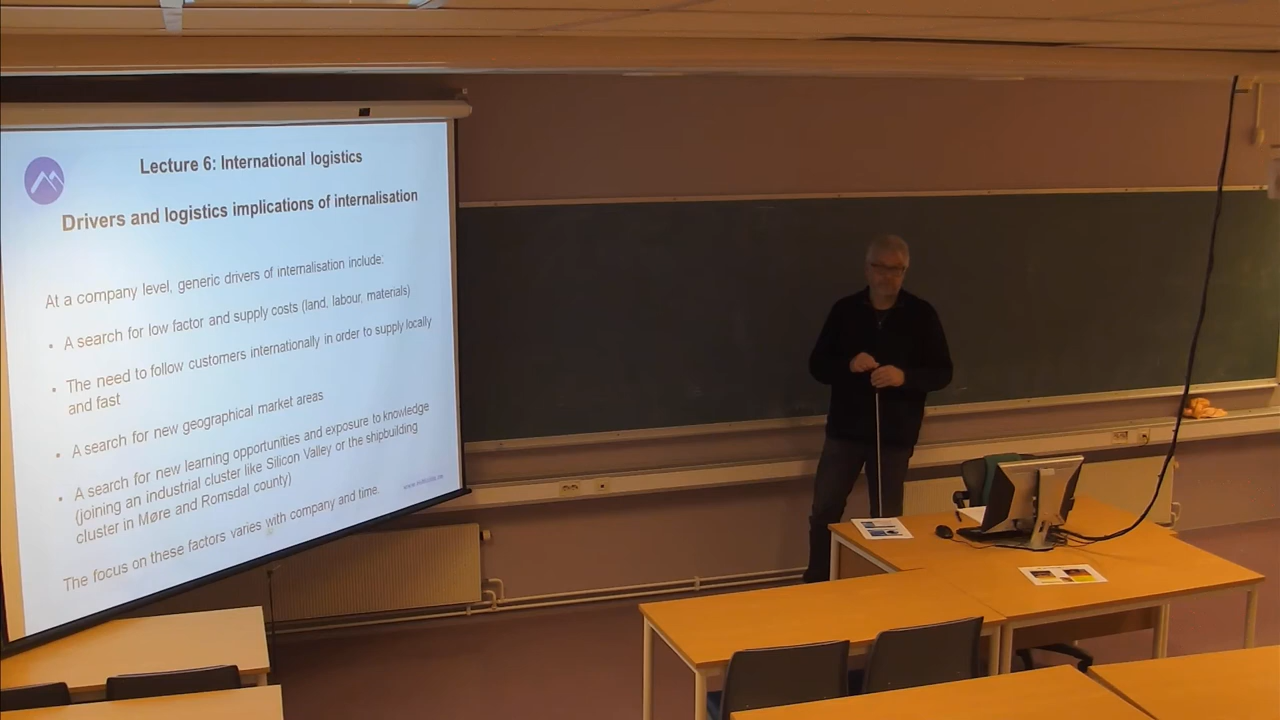 Lecture 6: International logistics
Drivers and logistics implications of internalisation
At a company level, generic drivers of internalisation include:
• A search for low factor and supply costs (land, labour, materials)
• The need to follow customers internationally in order to supply locally
and fast
• A search for new geographical market areas
• A search for new learning opportunities and exposure to knowledge
(joining an industrial cluster like Silicon Valley or the shipbuilding
cluster in Møre and Romsdal county)
The focus on these factors varies with company and time.